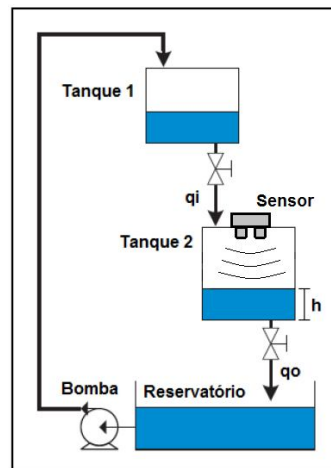 Tanque 1
qi
Sensor
Tanque 2
h
qo
Bomba
Reservatório